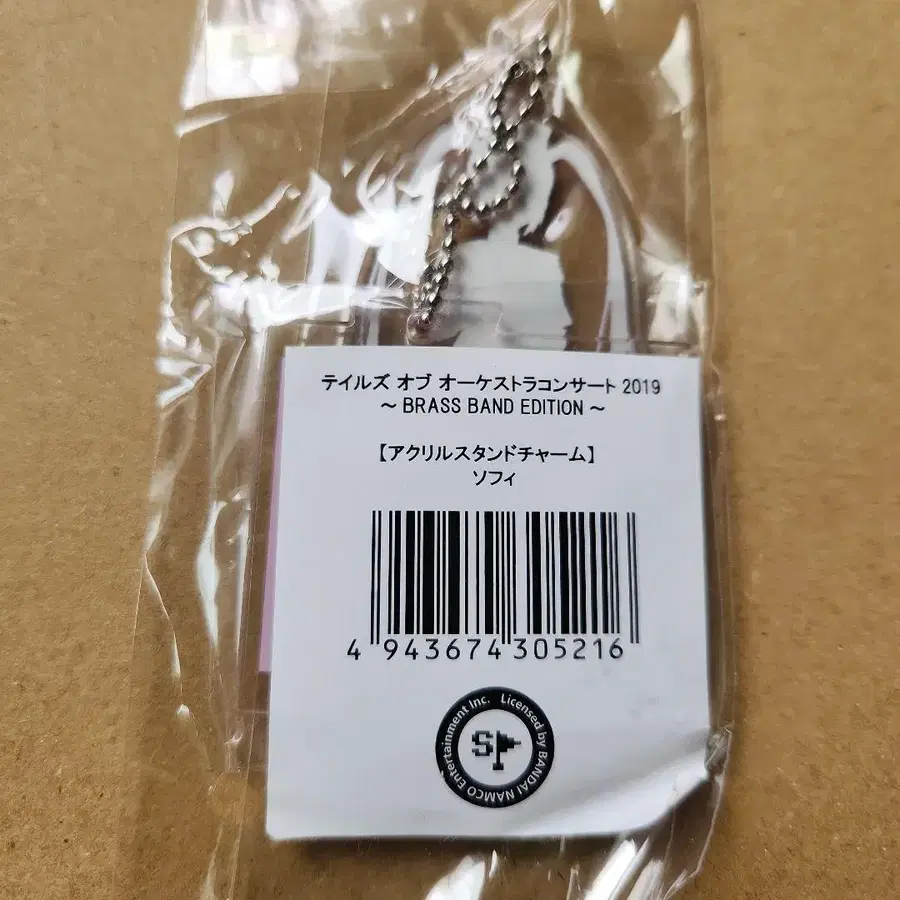 テイルズ オブ オーケストラコンサート 2019
~ BRASS BAND EDITION ~
【アクリルスタンドチャーム】
ソフィ
4 943674 305216
Licensed by BANDAI NAMCO Entertainment Inc.
S